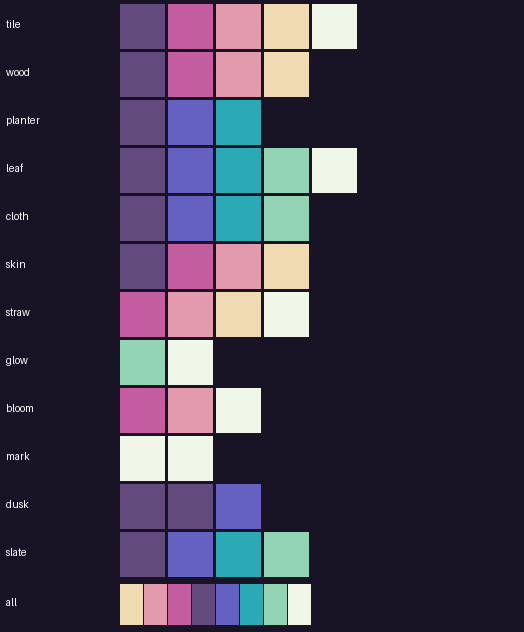 tile
wood
planter
leaf
cloth
skin
straw
glow
bloom
mark
dusk
slate
all